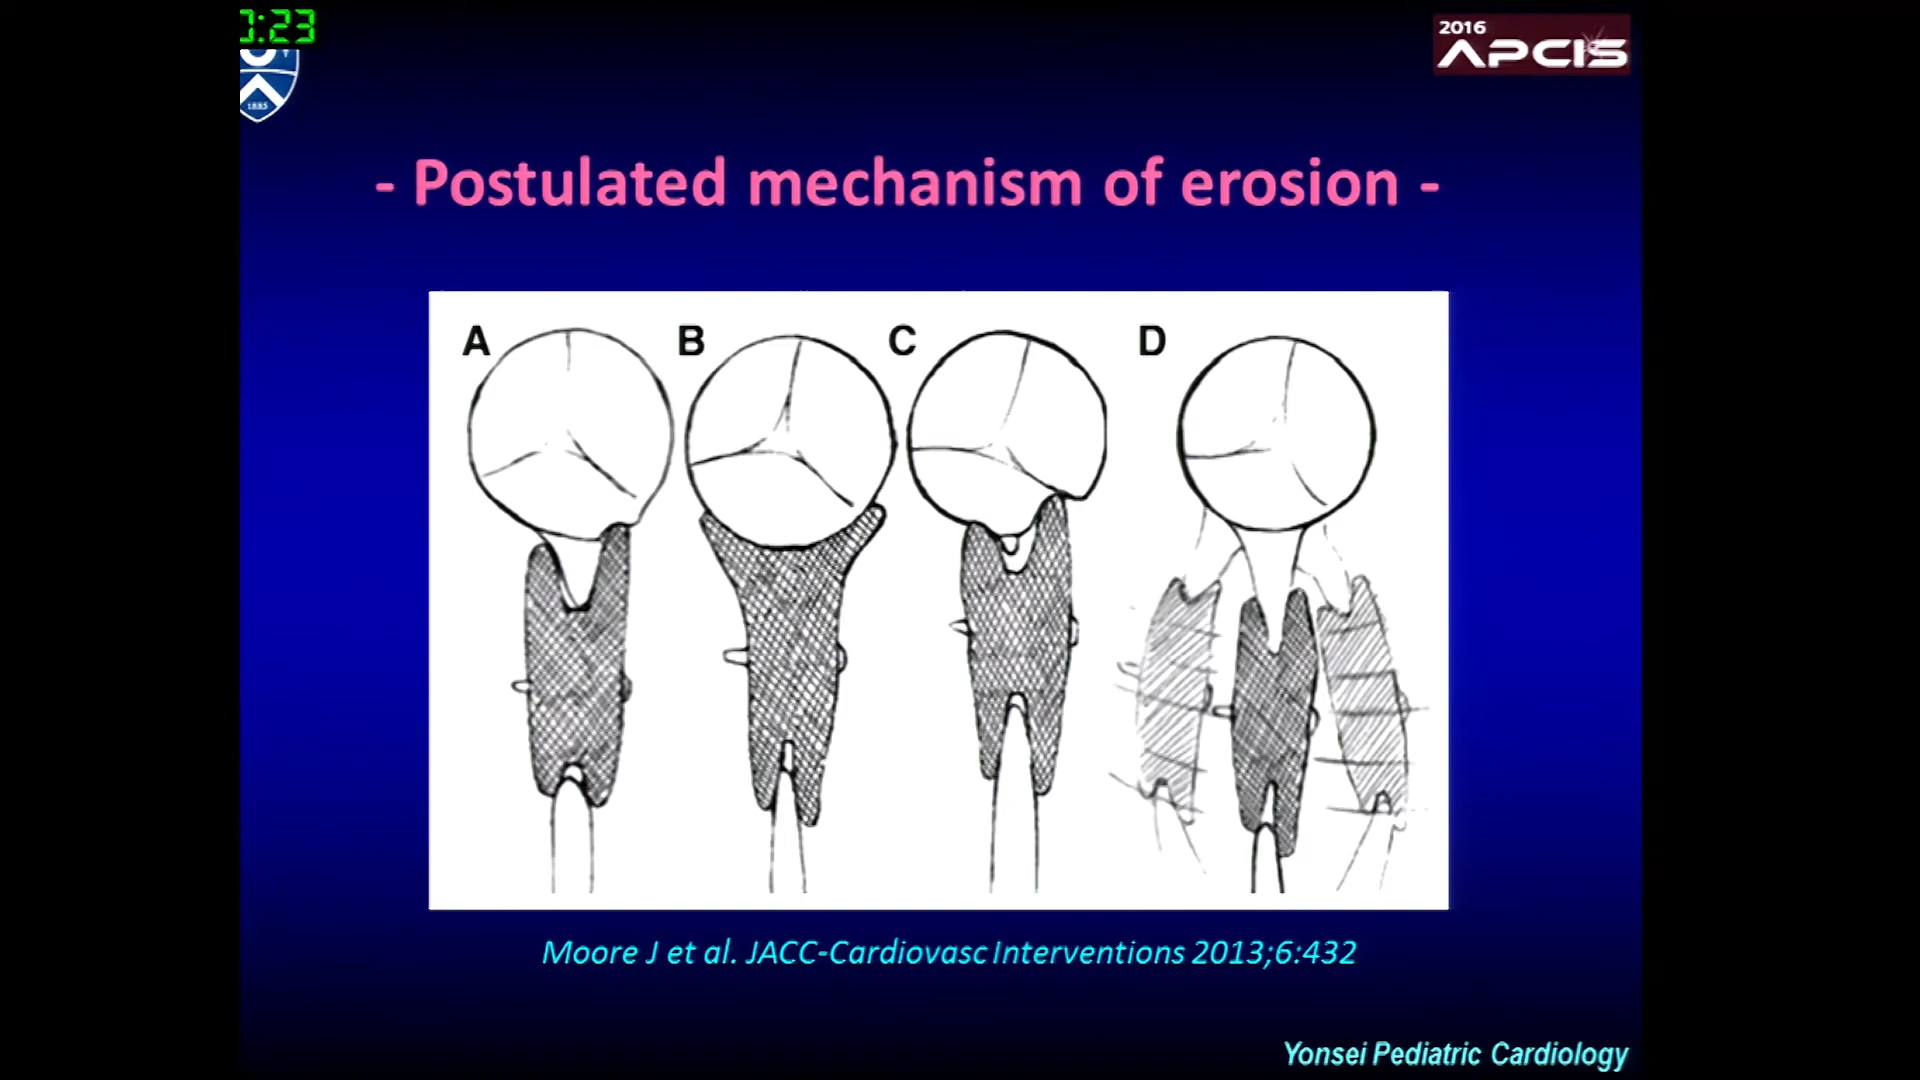 :23
2016
APCIS
1885
- Postulated mechanism of erosion -
A B C D
Moore J et al. JACC-Cardiovasc Interventions 2013;6:432
Yonsei Pediatric Cardiology